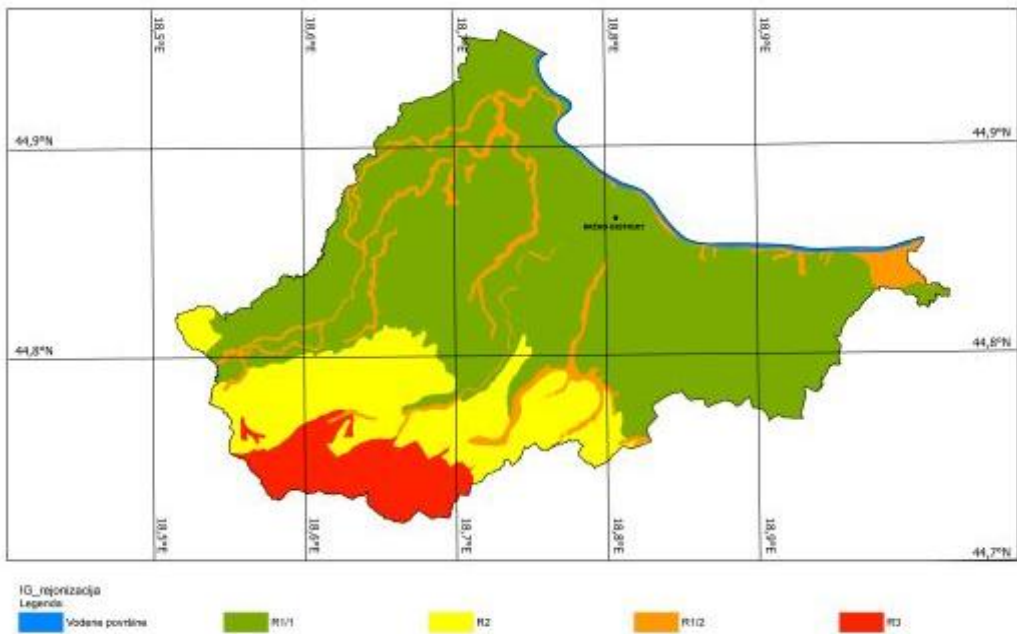 18,5°E 18,6°E 18,7°E 18,8°E 18,9°E
44,9°N 44,9°N
BRČKO DISTRIKT
44,8°N 44,8°N
18,5°E 18,6°E 18,7°E 18,8°E 18,9°E
44,7°N
IG_rejonizacija
Legenda
Vodene površine R1/1 R2 R1/2 R3